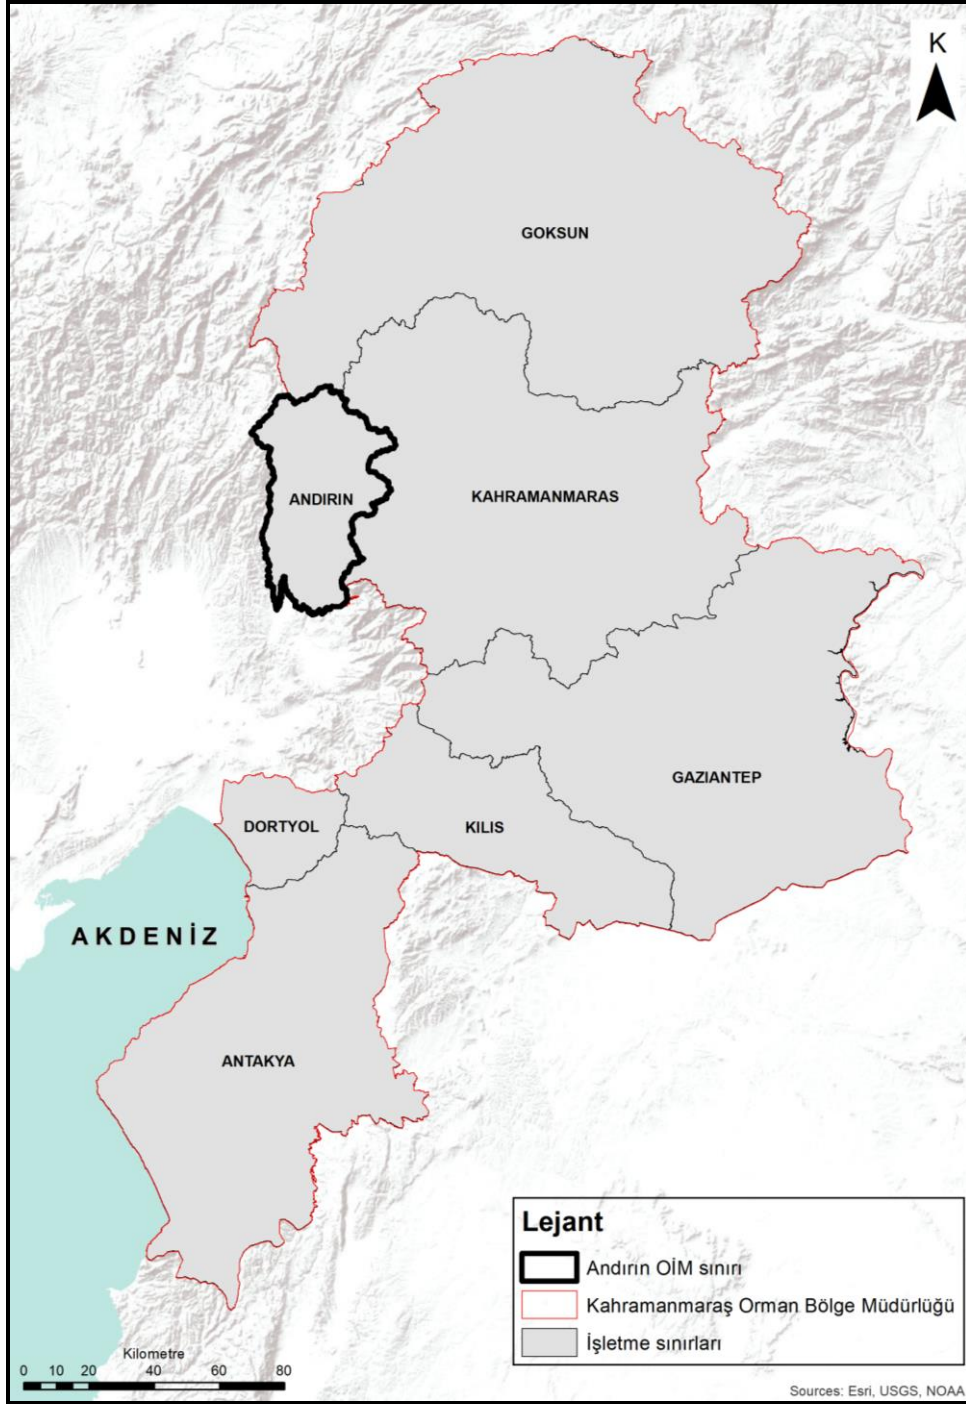 K
GOKSUN
ANDIRIN
KAHRAMANMARAS
GAZIANTEP
DORTYOL
KILIS
AKDENİZ
ANTAKYA
Lejant
Andırın OİM sınırı
Kahramanmaraş Orman Bölge Müdürlüğü
İşletme sınırları
Kilometre
0 10 20 40 60 80
Sources: Esri, USGS, NOAA